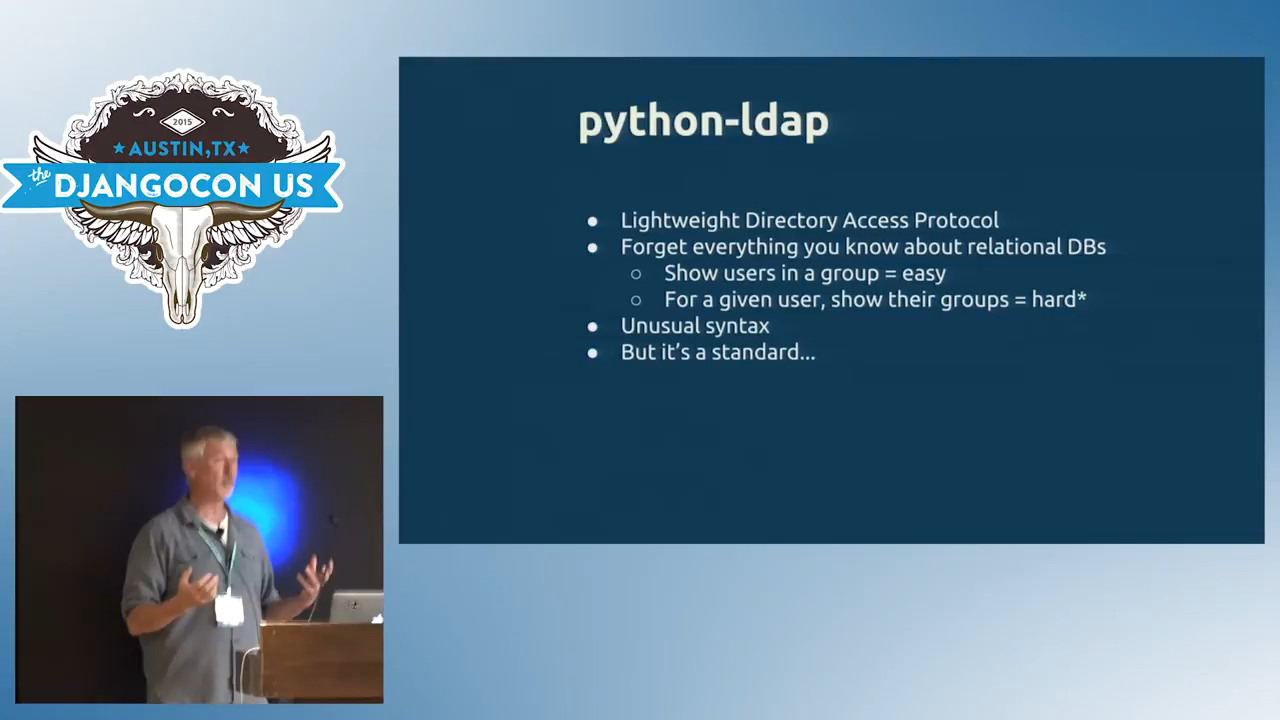 2015
★AUSTIN,TX★
the
DJANGOCON US
python-ldap
● Lightweight Directory Access Protocol
● Forget everything you know about relational DBs
○ Show users in a group = easy
○ For a given user, show their groups = hard*
● Unusual syntax
● But it's a standard...